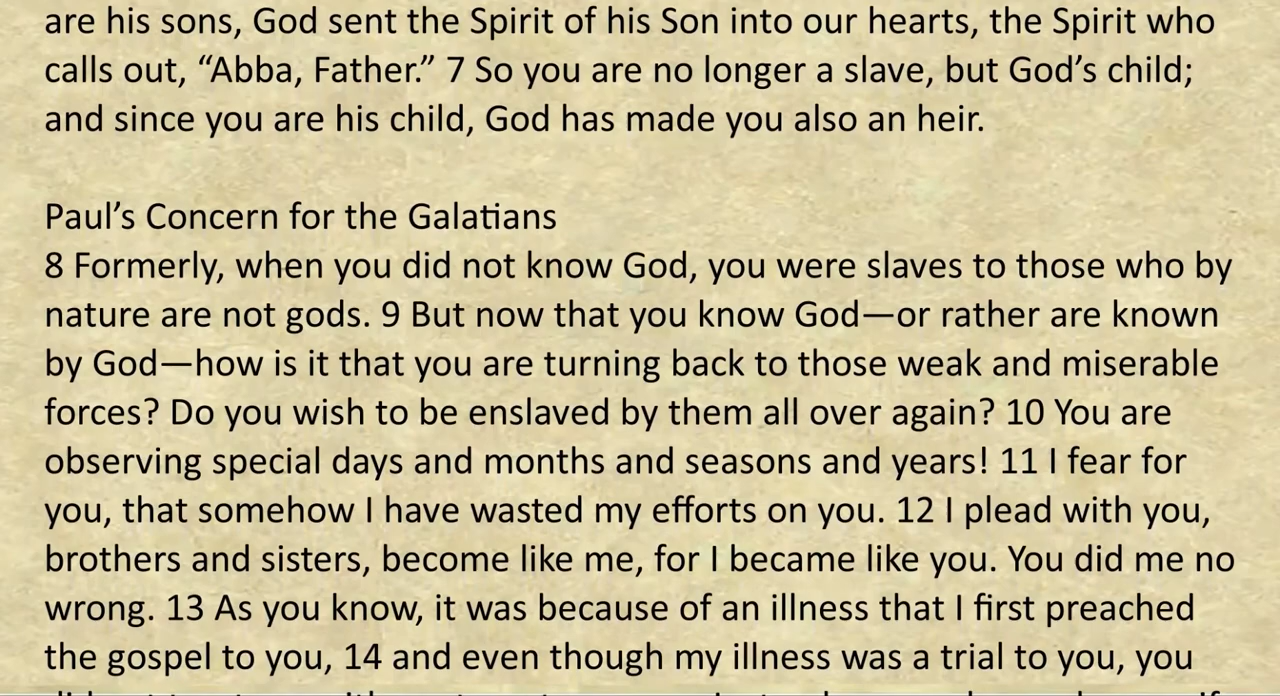 are his sons, God sent the Spirit of his Son into our hearts, the Spirit who
calls out, “Abba, Father.” 7 So you are no longer a slave, but God’s child;
and since you are his child, God has made you also an heir.
Paul’s Concern for the Galatians
8 Formerly, when you did not know God, you were slaves to those who by
nature are not gods. 9 But now that you know God—or rather are known
by God—how is it that you are turning back to those weak and miserable
forces? Do you wish to be enslaved by them all over again? 10 You are
observing special days and months and seasons and years! 11 I fear for
you, that somehow I have wasted my efforts on you. 12 I plead with you,
brothers and sisters, become like me, for I became like you. You did me no
wrong. 13 As you know, it was because of an illness that I first preached
the gospel to you, 14 and even though my illness was a trial to you, you